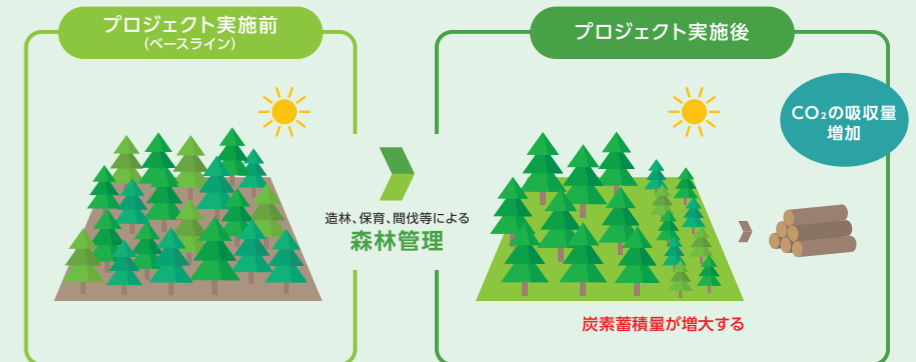 プロジェクト実施前
(ベースライン)
造林、保育、間伐等による
森林管理
プロジェクト実施後
CO₂の吸収量
増加
炭素蓄積量が増大する